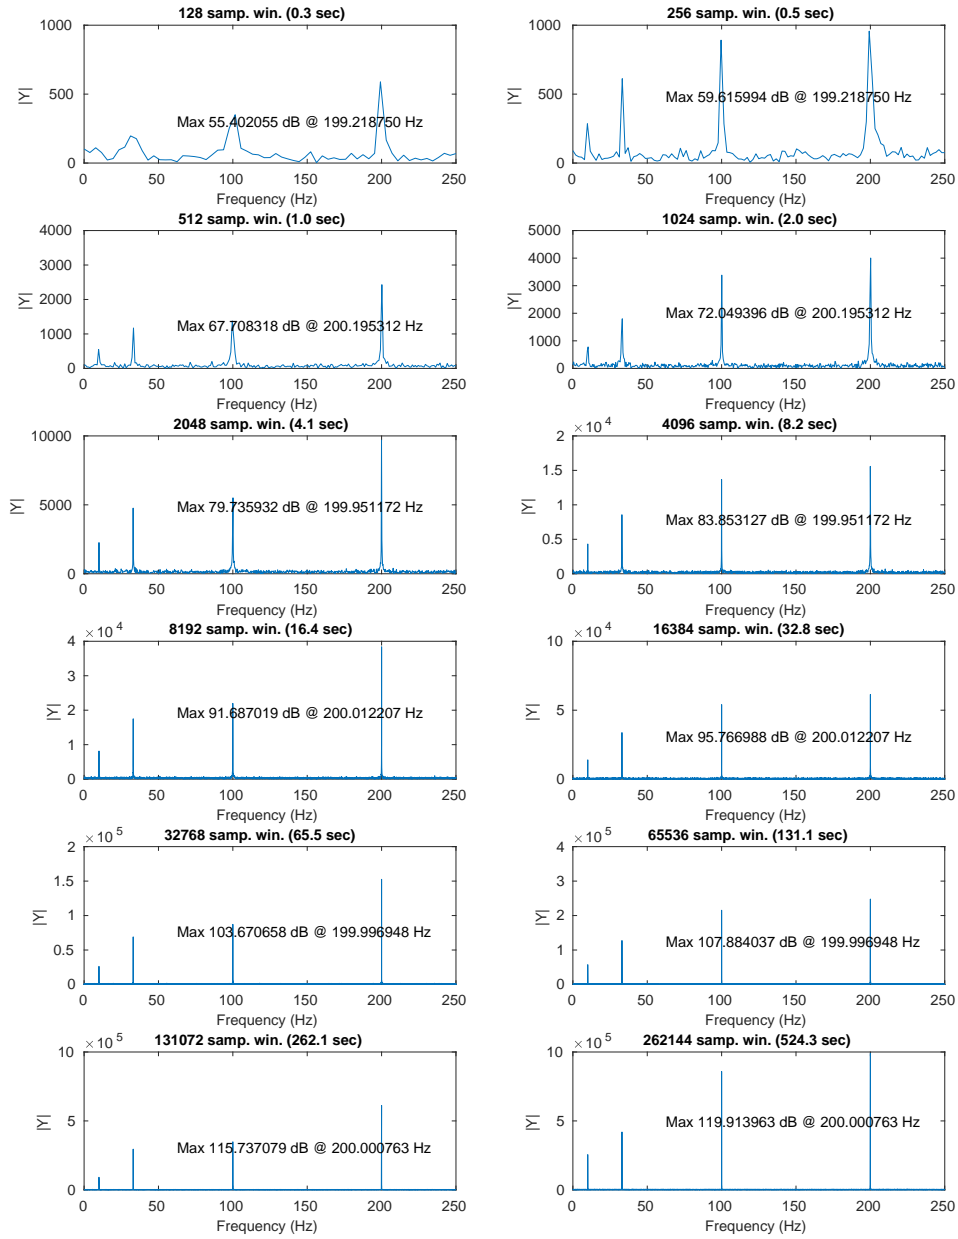 128 samp. win. (0.3 sec)
1000
500
0
|Y|
Max 55.402055 dB @ 199.218750 Hz
0 50 100 150 200 250
Frequency (Hz)
256 samp. win. (0.5 sec)
1000
500
0
|Y|
Max 59.615994 dB @ 199.218750 Hz
0 50 100 150 200 250
Frequency (Hz)
512 samp. win. (1.0 sec)
4000
3000
2000
1000
0
|Y|
Max 67.708318 dB @ 200.195312 Hz
0 50 100 150 200 250
Frequency (Hz)
1024 samp. win. (2.0 sec)
5000
4000
3000
2000
1000
0
|Y|
Max 72.049396 dB @ 200.195312 Hz
0 50 100 150 200 250
Frequency (Hz)
2048 samp. win. (4.1 sec)
10000
5000
0
|Y|
Max 79.735932 dB @ 199.951172 Hz
0 50 100 150 200 250
Frequency (Hz)
4096 samp. win. (8.2 sec)
× 10^4
2
1.5
1
0.5
0
|Y|
Max 83.853127 dB @ 199.951172 Hz
0 50 100 150 200 250
Frequency (Hz)
8192 samp. win. (16.4 sec)
× 10^4
4
3
2
1
0
|Y|
Max 91.687019 dB @ 200.012207 Hz
0 50 100 150 200 250
Frequency (Hz)
16384 samp. win. (32.8 sec)
× 10^4
10
5
0
|Y|
Max 95.766988 dB @ 200.012207 Hz
0 50 100 150 200 250
Frequency (Hz)
32768 samp. win. (65.5 sec)
× 10^5
2
1.5
1
0.5
0
|Y|
Max 103.670658 dB @ 199.996948 Hz
0 50 100 150 200 250
Frequency (Hz)
65536 samp. win. (131.1 sec)
× 10^5
4
3
2
1
0
|Y|
Max 107.884037 dB @ 199.996948 Hz
0 50 100 150 200 250
Frequency (Hz)
131072 samp. win. (262.1 sec)
× 10^5
10
5
0
|Y|
Max 115.737079 dB @ 200.000763 Hz
0 50 100 150 200 250
Frequency (Hz)
262144 samp. win. (524.3 sec)
× 10^5
10
5
0
|Y|
Max 119.913963 dB @ 200.000763 Hz
0 50 100 150 200 250
Frequency (Hz)